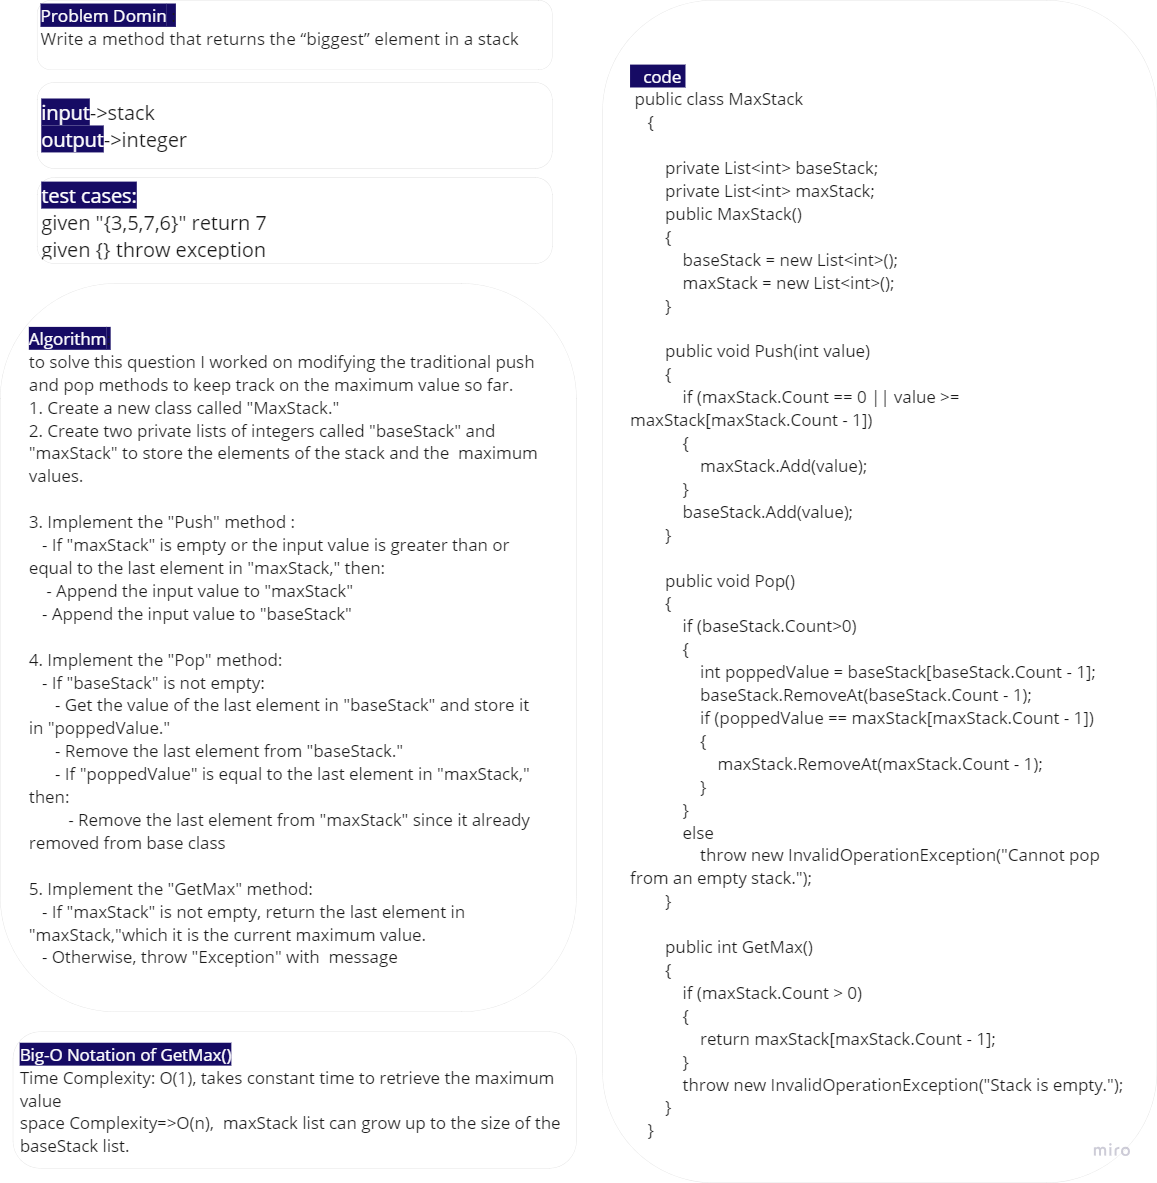 Problem Domin
Write a method that returns the “biggest” element in a stack
input->stack
output->integer
test cases:
given "{3,5,7,6}" return 7
given {} throw exception
Algorithm
to solve this question I worked on modifying the traditional push
and pop methods to keep track on the maximum value so far.
1. Create a new class called "MaxStack."
2. Create two private lists of integers called "baseStack" and
"maxStack" to store the elements of the stack and the  maximum
values.
3. Implement the "Push" method :
- If "maxStack" is empty or the input value is greater than or
equal to the last element in "maxStack," then:
- Append the input value to "maxStack"
- Append the input value to "baseStack"
4. Implement the "Pop" method:
- If "baseStack" is not empty:
- Get the value of the last element in "baseStack" and store it
in "poppedValue."
- Remove the last element from "baseStack."
- If "poppedValue" is equal to the last element in "maxStack,"
then:
- Remove the last element from "maxStack" since it already
removed from base class
5. Implement the "GetMax" method:
- If "maxStack" is not empty, return the last element in
"maxStack,"which it is the current maximum value.
- Otherwise, throw "Exception" with  message
Big-O Notation of GetMax()
Time Complexity: O(1), takes constant time to retrieve the maximum
value
space Complexity=>O(n),  maxStack list can grow up to the size of the
baseStack list.
code
public class MaxStack
{
private List<int> baseStack;
private List<int> maxStack;
public MaxStack()
{
baseStack = new List<int>();
maxStack = new List<int>();
}
public void Push(int value)
{
if (maxStack.Count == 0 || value >=
maxStack[maxStack.Count - 1])
{
maxStack.Add(value);
}
baseStack.Add(value);
}
public void Pop()
{
if (baseStack.Count>0)
{
int poppedValue = baseStack[baseStack.Count - 1];
baseStack.RemoveAt(baseStack.Count - 1);
if (poppedValue == maxStack[maxStack.Count - 1])
{
maxStack.RemoveAt(maxStack.Count - 1);
}
}
else
throw new InvalidOperationException("Cannot pop
from an empty stack.");
}
public int GetMax()
{
if (maxStack.Count > 0)
{
return maxStack[maxStack.Count - 1];
}
throw new InvalidOperationException("Stack is empty.");
}
}
miro